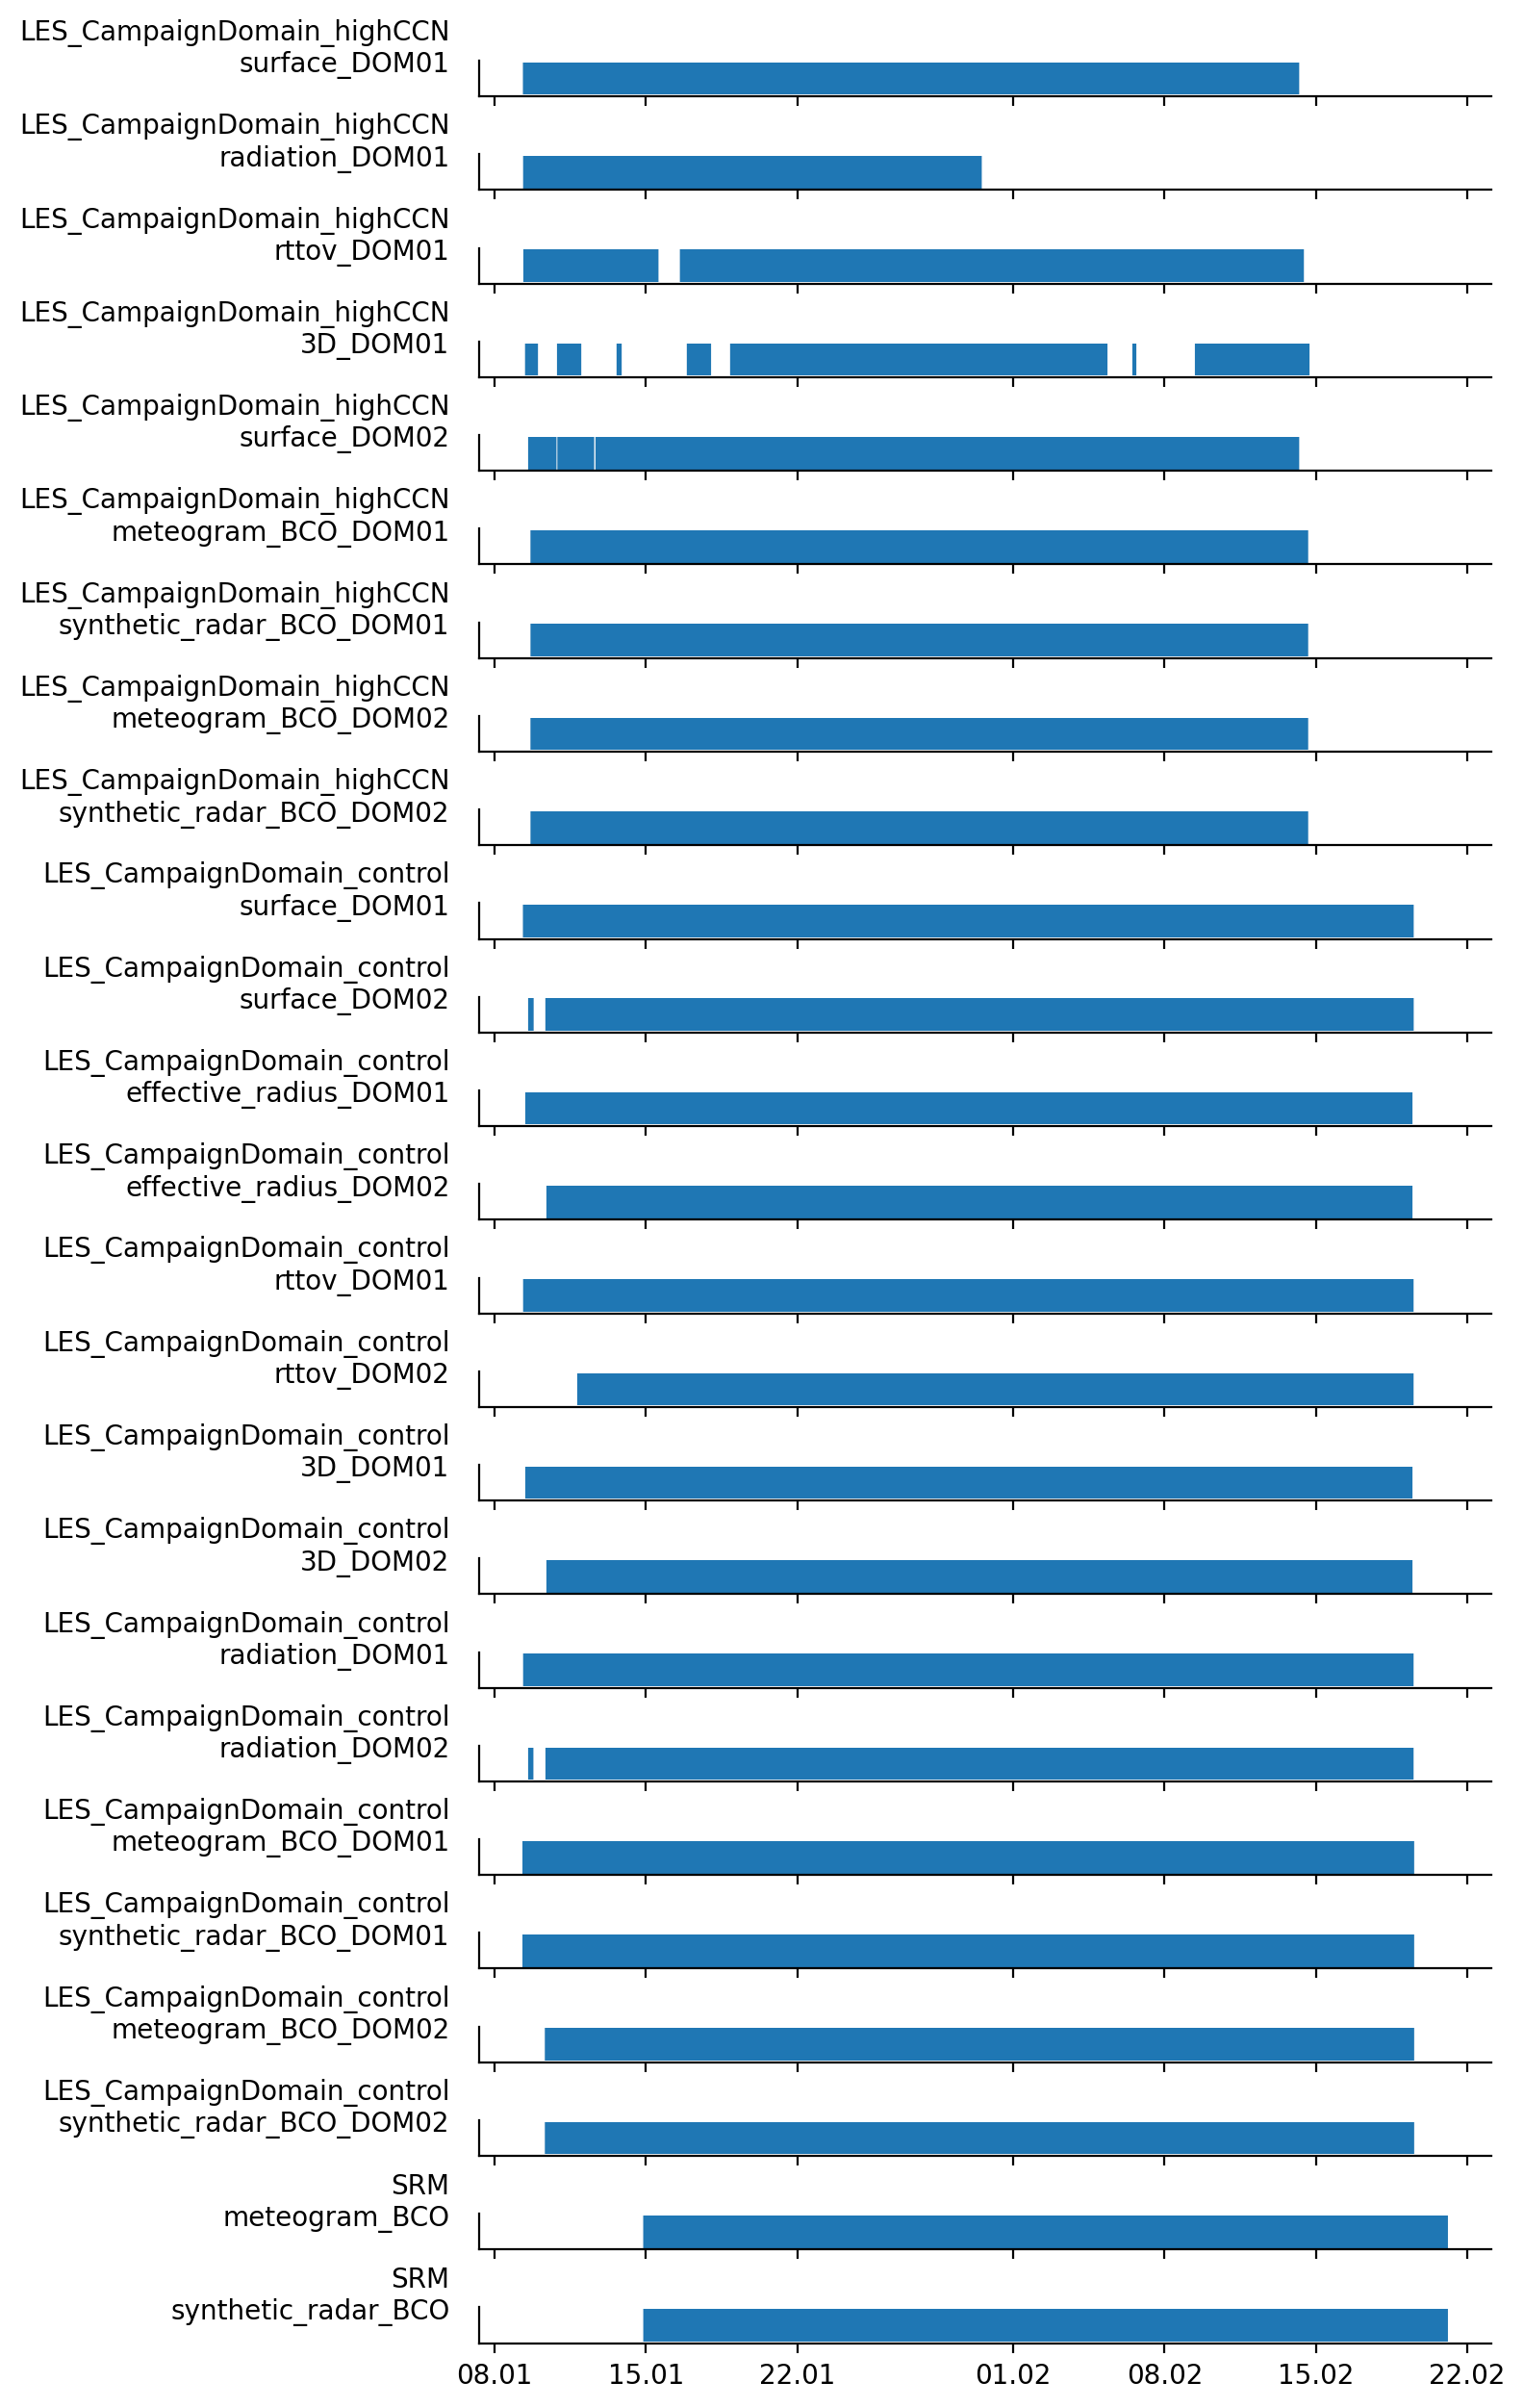 LES_CampaignDomain_highCCN
surface_DOM01
LES_CampaignDomain_highCCN
radiation_DOM01
LES_CampaignDomain_highCCN
rttov_DOM01
LES_CampaignDomain_highCCN
3D_DOM01
LES_CampaignDomain_highCCN
surface_DOM02
LES_CampaignDomain_highCCN
meteogram_BCO_DOM01
LES_CampaignDomain_highCCN
synthetic_radar_BCO_DOM01
LES_CampaignDomain_highCCN
meteogram_BCO_DOM02
LES_CampaignDomain_highCCN
synthetic_radar_BCO_DOM02
LES_CampaignDomain_control
surface_DOM01
LES_CampaignDomain_control
surface_DOM02
LES_CampaignDomain_control
effective_radius_DOM01
LES_CampaignDomain_control
effective_radius_DOM02
LES_CampaignDomain_control
rttov_DOM01
LES_CampaignDomain_control
rttov_DOM02
LES_CampaignDomain_control
3D_DOM01
LES_CampaignDomain_control
3D_DOM02
LES_CampaignDomain_control
radiation_DOM01
LES_CampaignDomain_control
radiation_DOM02
LES_CampaignDomain_control
meteogram_BCO_DOM01
LES_CampaignDomain_control
synthetic_radar_BCO_DOM01
LES_CampaignDomain_control
meteogram_BCO_DOM02
LES_CampaignDomain_control
synthetic_radar_BCO_DOM02
SRM
meteogram_BCO
SRM
synthetic_radar_BCO
08.01 15.01 22.01 01.02 08.02 15.02 22.02